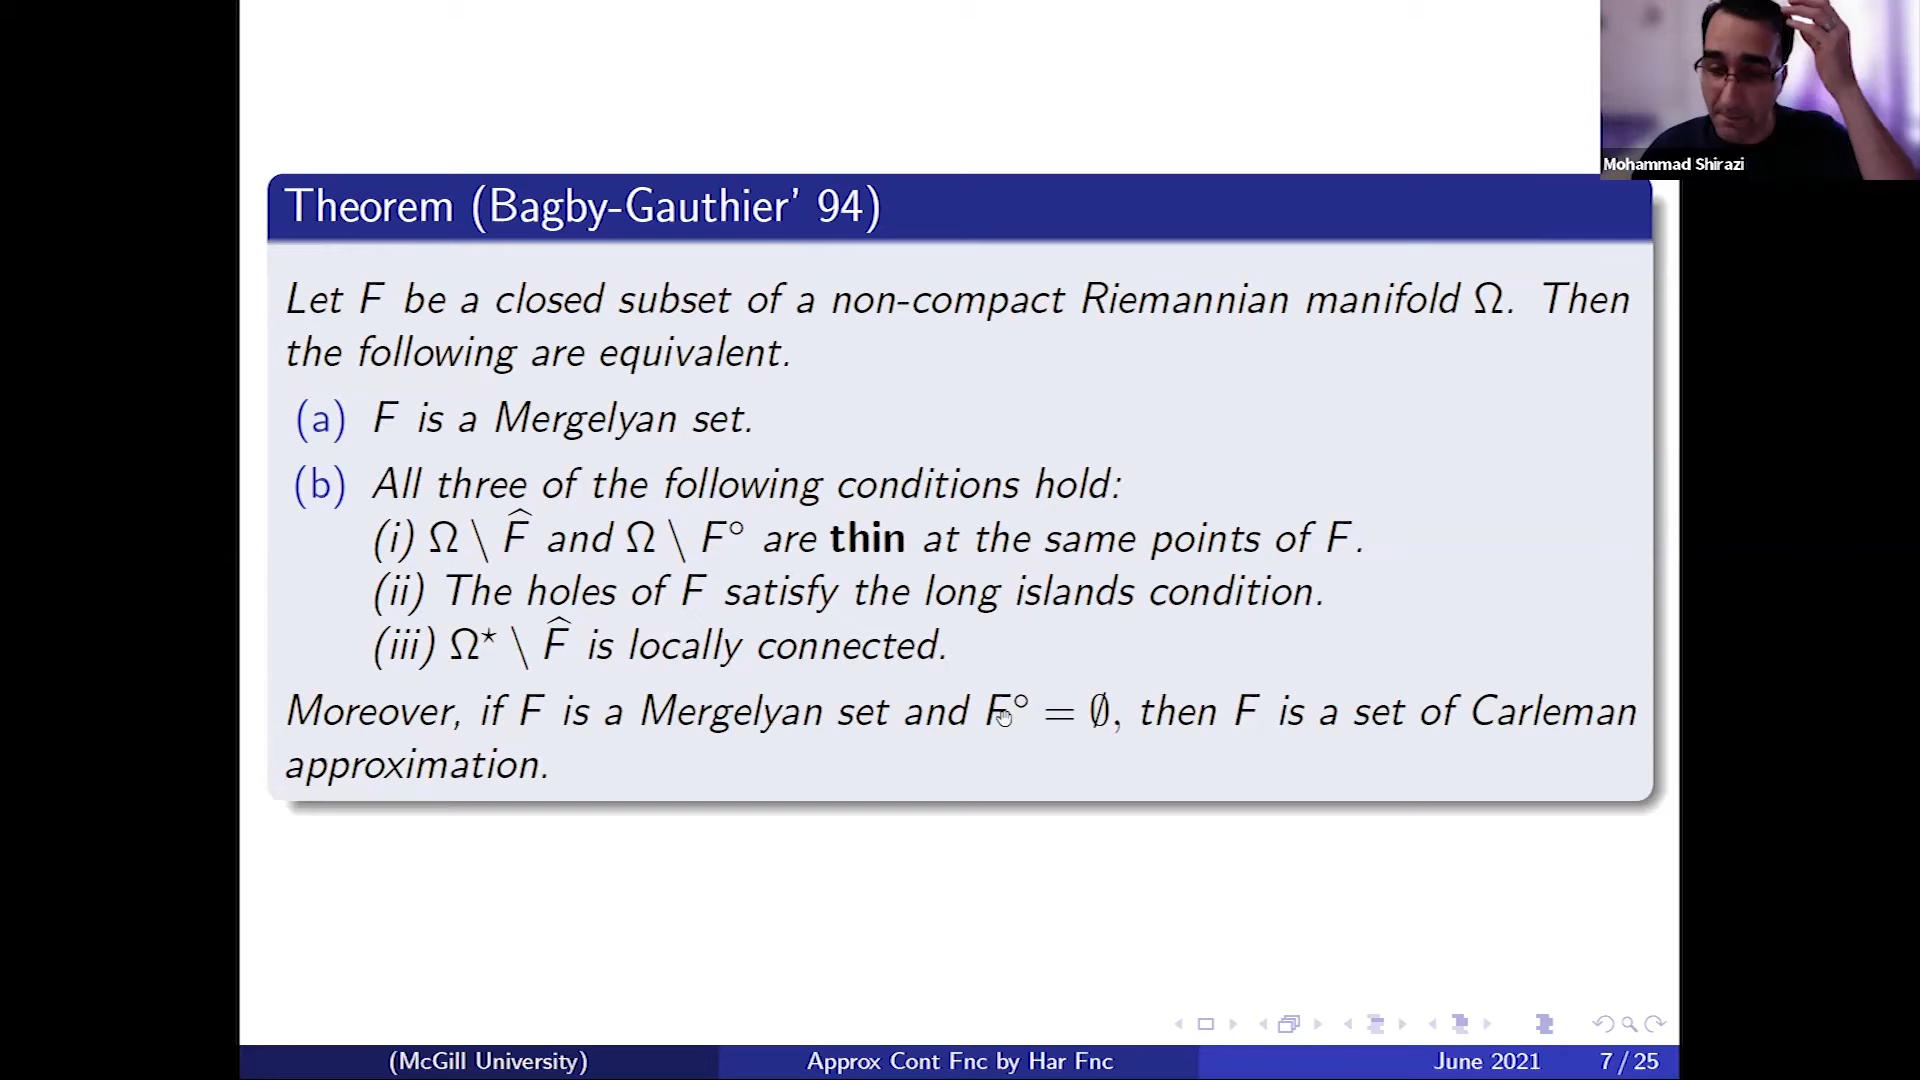 Mohammad Shirazi
Theorem (Bagby-Gauthier' 94)
Let F be a closed subset of a non-compact Riemannian manifold Ω. Then
the following are equivalent.
(a) F is a Mergelyan set.
(b) All three of the following conditions hold:
(i) Ω \ F̂ and Ω \ F° are thin at the same points of F.
(ii) The holes of F satisfy the long islands condition.
(iii) Ω* \ F̂ is locally connected.
Moreover, if F is a Mergelyan set and F° = ∅, then F is a set of Carleman
approximation.
(McGill University) Approx Cont Fnc by Har Fnc June 2021 7 / 25